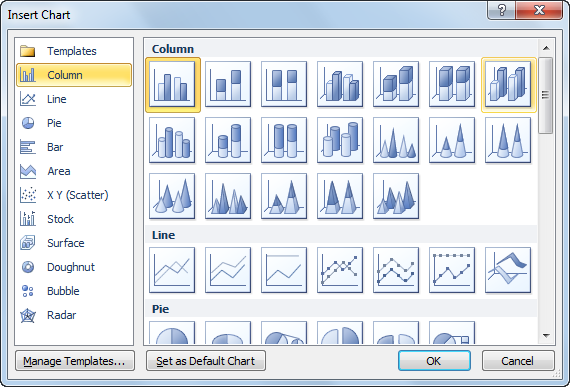 Insert Chart
Templates
Column
Line
Pie
Bar
Area
X Y (Scatter)
Stock
Surface
Doughnut
Bubble
Radar
Column
Line
Pie
Manage Templates...
Set as Default Chart
OK
Cancel